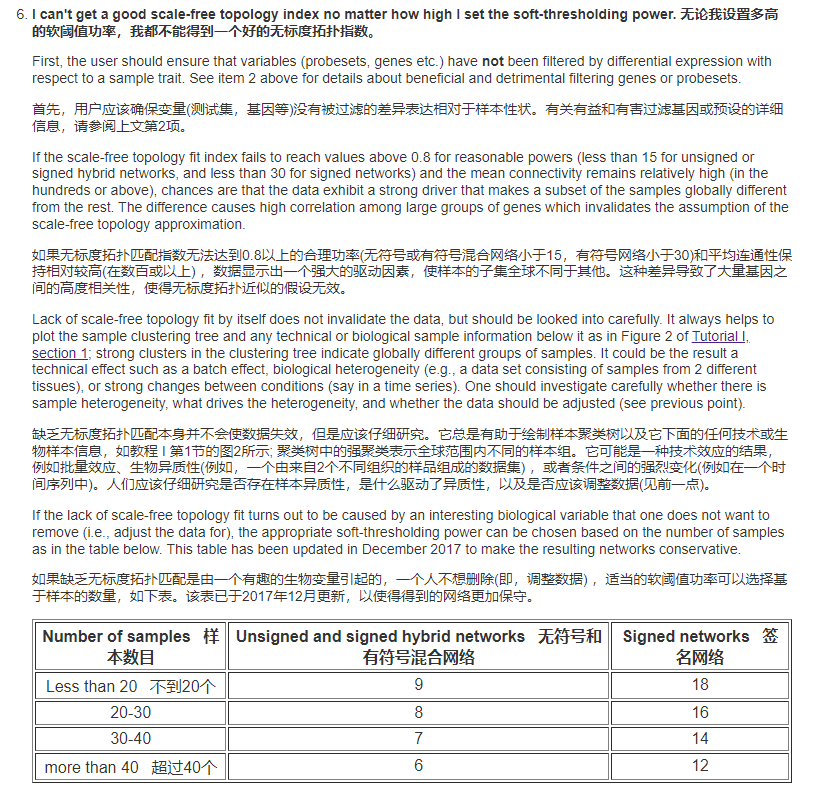 6. I can't get a good scale-free topology index no matter how high I set the soft-thresholding power. 无论我设置多高
的软阈值功率，我都不能得到一个好的无标度拓扑指数。
First, the user should ensure that variables (probesets, genes etc.) have not been filtered by differential expression with
respect to a sample trait. See item 2 above for details about beneficial and detrimental filtering genes or probesets.
首先，用户应该确保变量(测试集，基因等)没有被过滤的差异表达相对于样本性状。有关有益和有害过滤基因或预设的详细
信息，请参阅上文第2项。
If the scale-free topology fit index fails to reach values above 0.8 for reasonable powers (less than 15 for unsigned or
signed hybrid networks, and less than 30 for signed networks) and the mean connectivity remains relatively high (in the
hundreds or above), chances are that the data exhibit a strong driver that makes a subset of the samples globally different
from the rest. The difference causes high correlation among large groups of genes which invalidates the assumption of the
scale-free topology approximation.
如果无标度拓扑匹配指数无法达到0.8以上的合理功率(无符号或有符号混合网络小于15，有符号网络小于30)和平均连通性保
持相对较高(在数百或以上) ，数据显示出一个强大的驱动因素，使样本的子集全球不同于其他。这种差异导致了大量基因之
间的高度相关性，使得无标度拓扑近似的假设无效。
Lack of scale-free topology fit by itself does not invalidate the data, but should be looked into carefully. It always helps to
plot the sample clustering tree and any technical or biological sample information below it as in Figure 2 of Tutorial I,
section 1; strong clusters in the clustering tree indicate globally different groups of samples. It could be the result a
technical effect such as a batch effect, biological heterogeneity (e.g., a data set consisting of samples from 2 different
tissues), or strong changes between conditions (say in a time series). One should investigate carefully whether there is
sample heterogeneity, what drives the heterogeneity, and whether the data should be adjusted (see previous point).
缺乏无标度拓扑匹配本身并不会使数据失效，但是应该仔细研究。它总是有助于绘制样本聚类树以及它下面的任何技术或生
物样本信息，如教程 I 第1节的图2所示; 聚类树中的强聚类表示全球范围内不同的样本组。它可能是一种技术效应的结果，
例如批量效应、生物异质性(例如，一个由来自2个不同组织的样品组成的数据集) ，或者条件之间的强烈变化(例如在一个时
间序列中)。人们应该仔细研究是否存在样本异质性，是什么驱动了异质性，以及是否应该调整数据(见前一点)。
If the lack of scale-free topology fit turns out to be caused by an interesting biological variable that one does not want to
remove (i.e., adjust the data for), the appropriate soft-thresholding power can be chosen based on the number of samples
as in the table below. This table has been updated in December 2017 to make the resulting networks conservative.
如果缺乏无标度拓扑匹配是由一个有趣的生物变量引起的，一个人不想删除(即，调整数据) ，适当的软阈值功率可以选择基
于样本的数量，如下表。该表已于2017年12月更新，以使得得到的网络更加保守。
Number of samples 样 Unsigned and signed hybrid networks 无符号和 Signed networks 签
本数目 有符号混合网络 名网络
Less than 20 不到20个 9 18
20-30 8 16
30-40 7 14
more than 40 超过40个 6 12